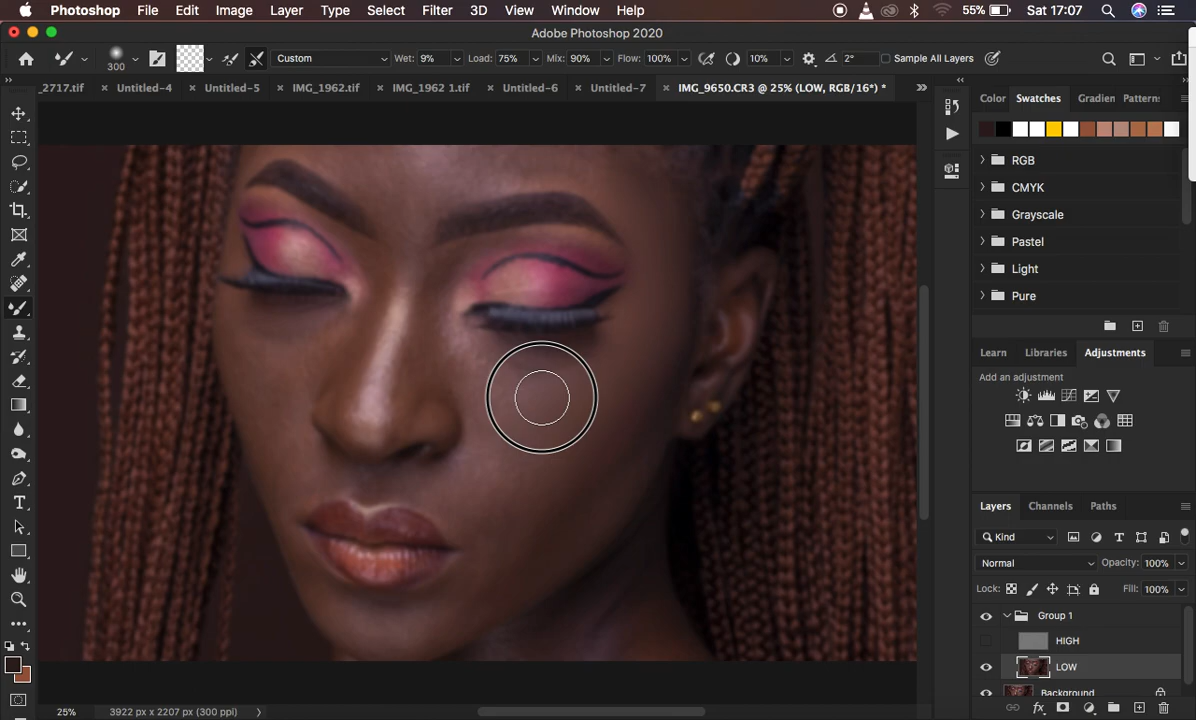 Photoshop File Edit Image Layer Type Select Filter 3D View Window Help 55% Sat 17:07
Adobe Photoshop 2020
300 Custom Wet: 9% Load: 75% Mix: 90% Flow: 100% 10% 2° Sample All Layers
_2717.tif Untitled-4 Untitled-5 IMG_1962.tif IMG_1962 1.tif Untitled-6 Untitled-7 IMG_9650.CR3 @ 25% (LOW, RGB/16*) *
Color Swatches Gradien Pattern:
RGB
CMYK
Grayscale
Pastel
Light
Pure
Learn Libraries Adjustments
Add an adjustment
Layers Channels Paths
Kind
Normal Opacity: 100%
Lock: Fill: 100%
Group 1
HIGH
LOW
Background
25% 3922 px x 2207 px (300 ppi)